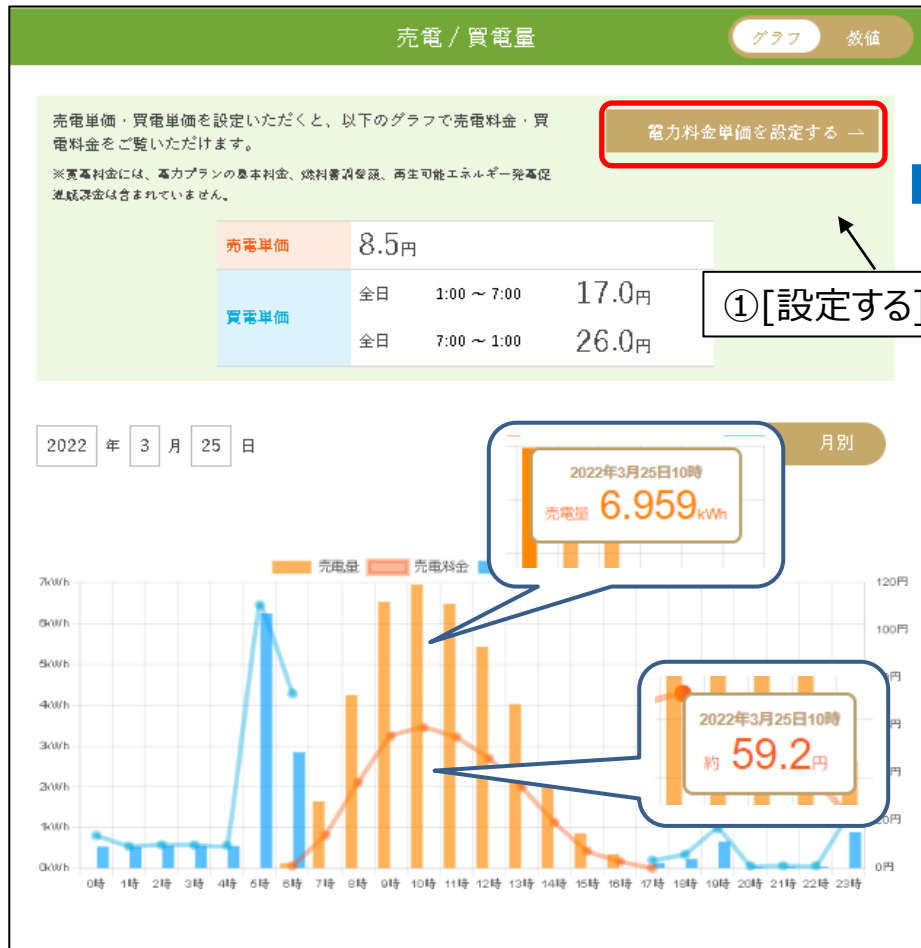 売電/買電量
グラフ 数値
売電単価・買電単価を設定いただくと、以下のグラフで売電料金・買
電料金をご覧いただけます。
電力料金単価を設定する →
※買電料金には、電力プランの基本料金、燃料費調整額、再生可能エネルギー発電促
進賦課金は含まれていません。
売電単価 8.5円
買電単価
全日 1:00 ~ 7:00 17.0円
全日 7:00 ~ 1:00 26.0円
①[設定する]
2022 年 3 月 25 日
月別
2022年3月25日10時
売電量 6.959kWh
売電量 売電料金
7kWh
6kWh
5kWh
4kWh
3kWh
2kWh
1kWh
0kWh
120円
100円
円
円
円
20円
0円
2022年3月25日10時
約 59.2円
0時 1時 2時 3時 4時 5時 6時 7時 8時 9時 10時 11時 12時 13時 14時 15時 16時 17時 18時 19時 20時 21時 22時 23時